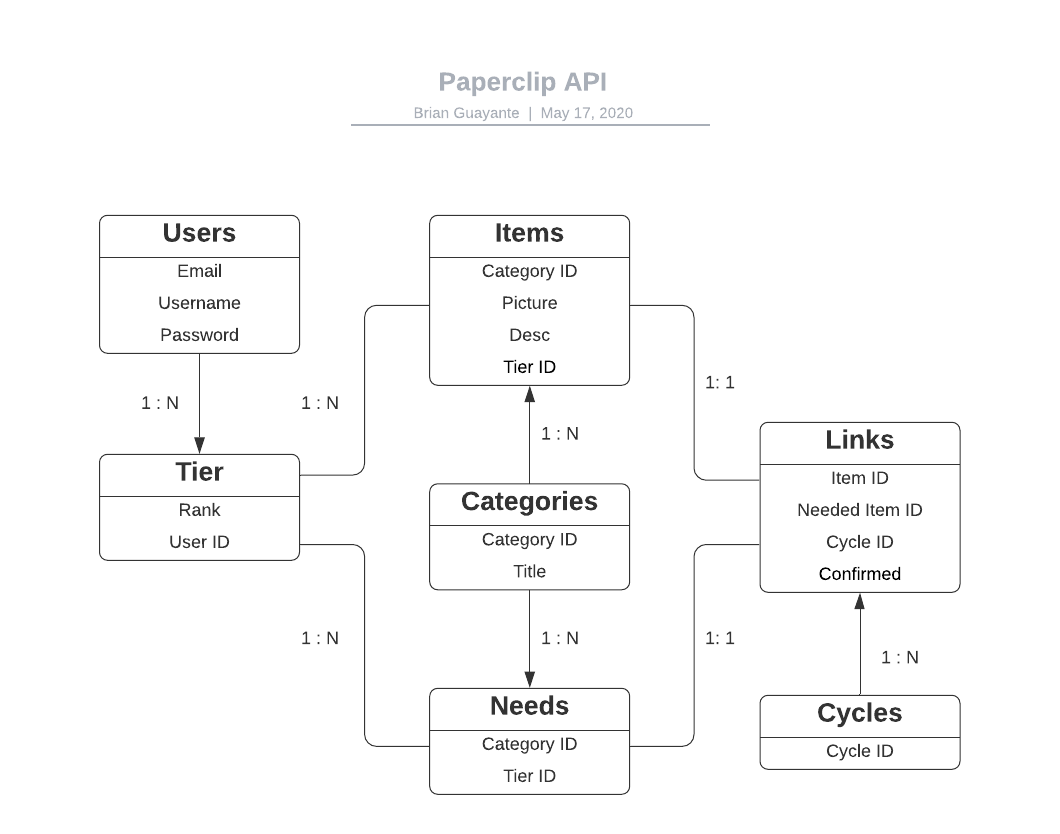 Paperclip API
Brian Guayante | May 17, 2020
Users
Email
Username
Password
1 : N
Tier
Rank
User ID
1 : N
1 : N
Items
Category ID
Picture
Desc
Tier ID
1 : N
Categories
Category ID
Title
1 : N
Needs
Category ID
Tier ID
1: 1
1: 1
Links
Item ID
Needed Item ID
Cycle ID
Confirmed
1 : N
Cycles
Cycle ID